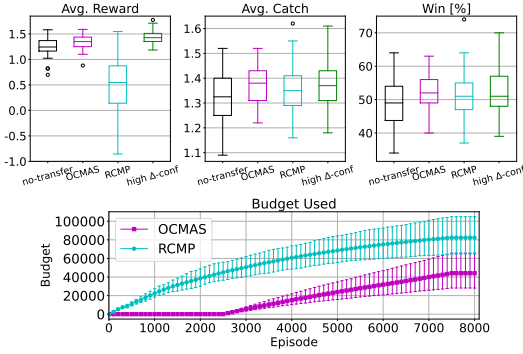 Avg. Reward
1.5
1.0
0.5
0.0
-0.5
-1.0
no-transfer
OCMAS
RCMP
high Δ-conf
Avg. Catch
1.6
1.5
1.4
1.3
1.2
1.1
no-transfer
OCMAS
RCMP
high Δ-conf
Win [%]
70
60
50
40
no-transfer
OCMAS
RCMP
high Δ-conf
Budget Used
Budget
100000
80000
60000
40000
20000
0
OCMAS
RCMP
0 1000 2000 3000 4000 5000 6000 7000 8000
Episode